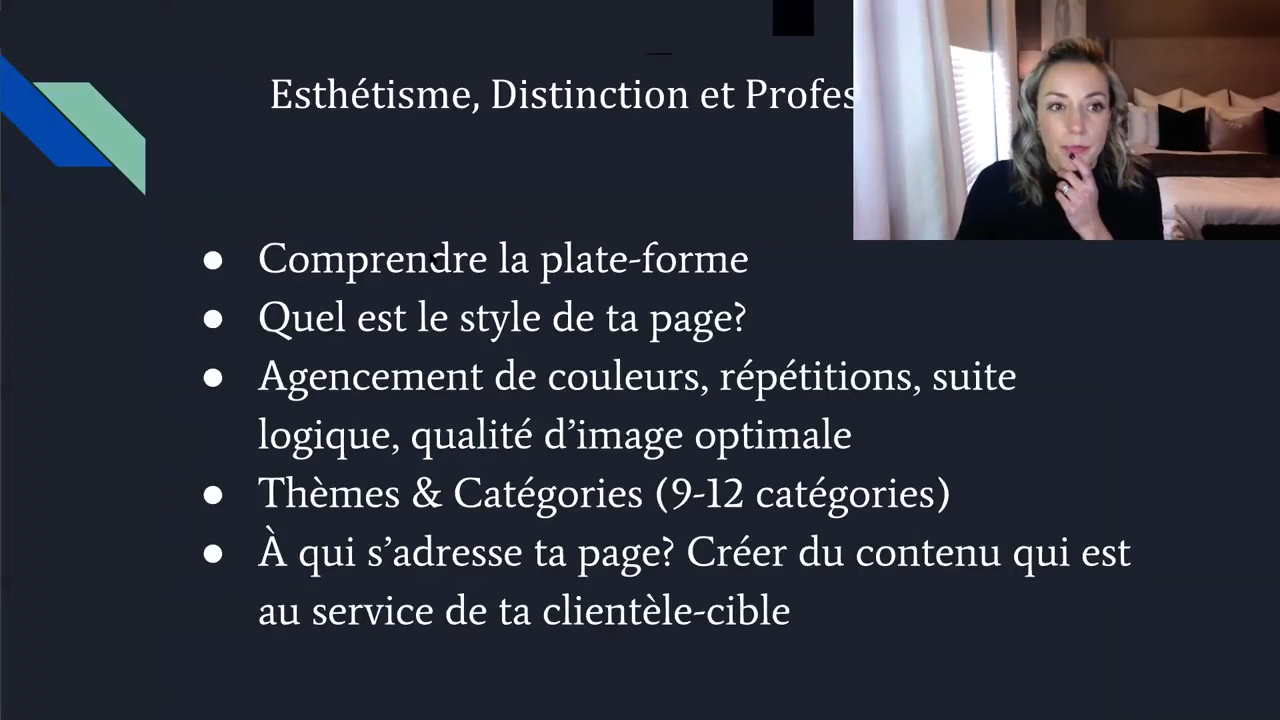 Esthétisme, Distinction et Profes
● Comprendre la plate-forme
● Quel est le style de ta page?
● Agencement de couleurs, répétitions, suite
logique, qualité d’image optimale
● Thèmes & Catégories (9-12 catégories)
● À qui s’adresse ta page? Créer du contenu qui est
au service de ta clientèle-cible